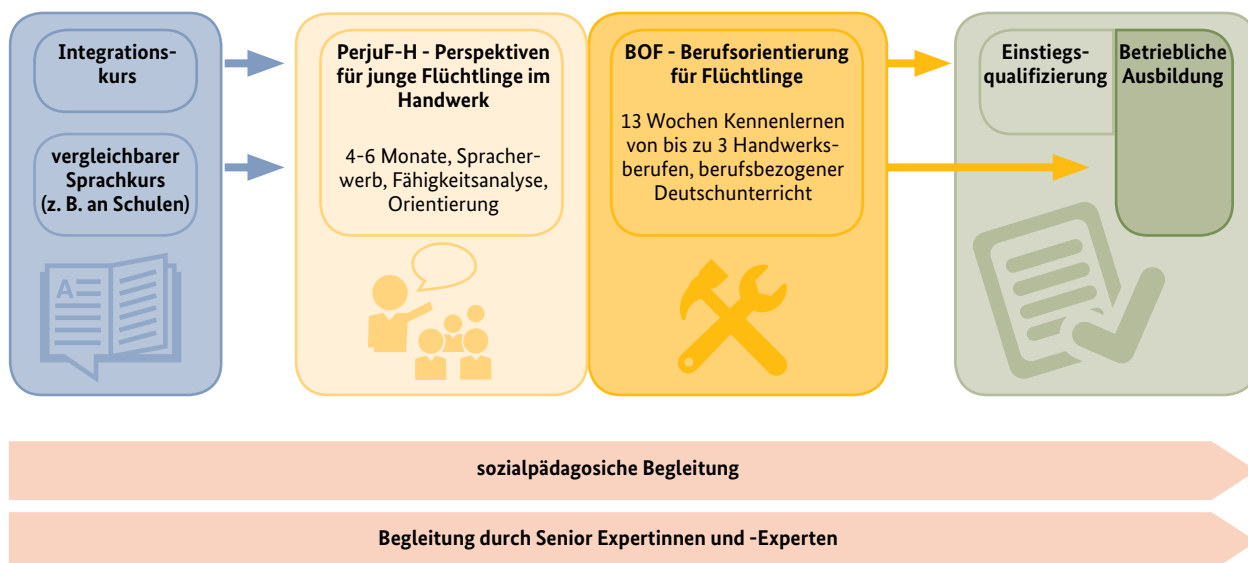 Integrations-
kurs
vergleichbarer
Sprachkurs
(z. B. an Schulen)
A
PerjuF-H - Perspektiven
für junge Flüchtlinge im
Handwerk
4-6 Monate, Spracher-
werb, Fähigkeitsanalyse,
Orientierung
BOF - Berufsorientierung
für Flüchtlinge
13 Wochen Kennenlernen
von bis zu 3 Handwerks-
berufen, berufsbezogener
Deutschunterricht
Einstiegs-
qualifizierung
Betriebliche
Ausbildung
sozialpädagosiche Begleitung
Begleitung durch Senior Expertinnen und -Experten